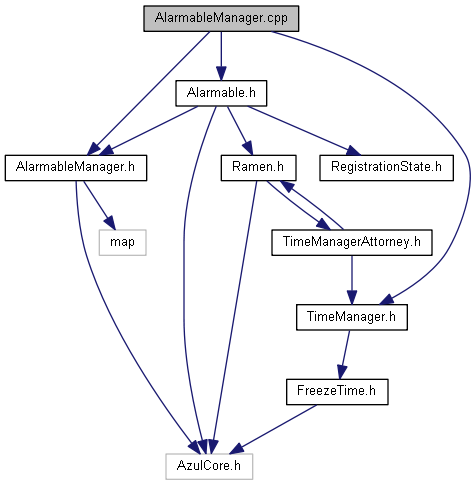 AlarmableManager.cpp
Alarmable.h
AlarmableManager.h
Ramen.h
RegistrationState.h
map
TimeManagerAttorney.h
TimeManager.h
FreezeTime.h
AzulCore.h